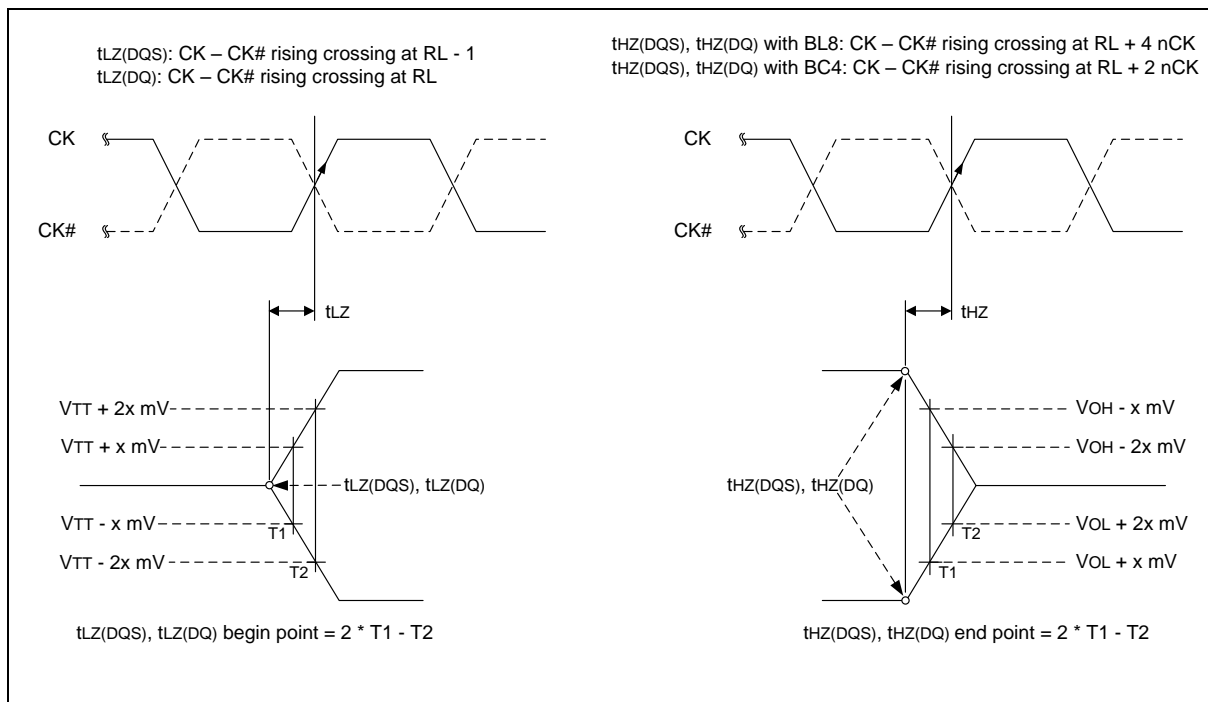 tLZ(DQS): CK – CK# rising crossing at RL - 1
tLZ(DQ): CK – CK# rising crossing at RL
CK
CK#
tLZ
VTT + 2x mV
VTT + x mV
tLZ(DQS), tLZ(DQ)
VTT - x mV
T1
VTT - 2x mV
T2
tLZ(DQS), tLZ(DQ) begin point = 2 * T1 - T2
tHZ(DQS), tHZ(DQ) with BL8: CK – CK# rising crossing at RL + 4 nCK
tHZ(DQS), tHZ(DQ) with BC4: CK – CK# rising crossing at RL + 2 nCK
CK
CK#
tHZ
VOH - x mV
VOH - 2x mV
tHZ(DQS), tHZ(DQ)
VOL + 2x mV
T2
VOL + x mV
T1
tHZ(DQS), tHZ(DQ) end point = 2 * T1 - T2